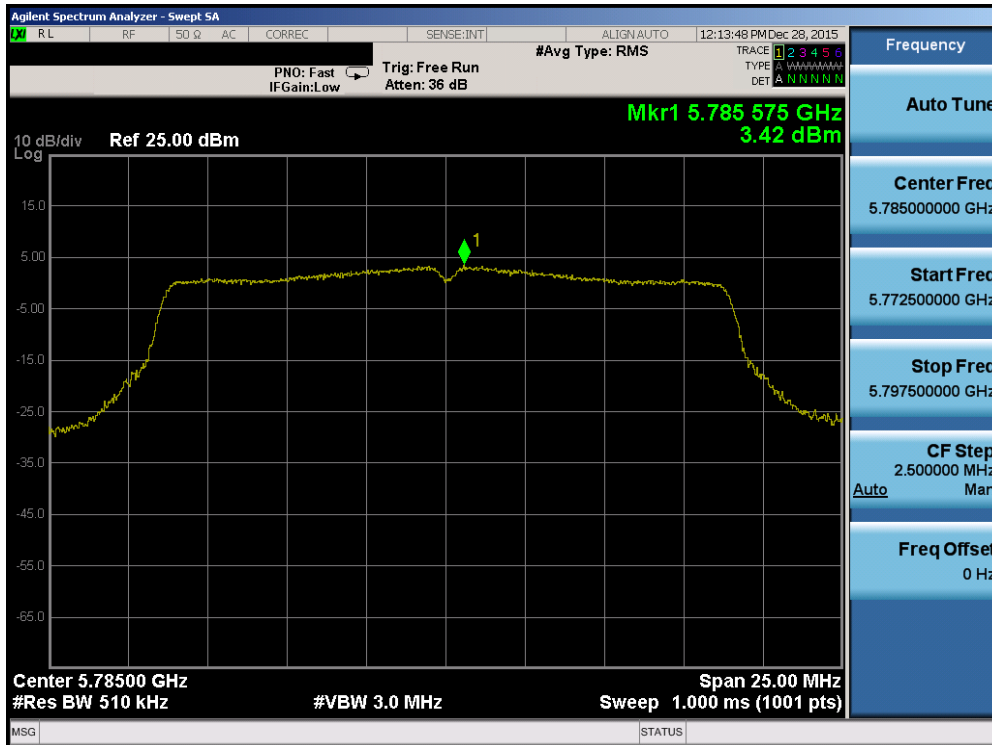 Agilent Spectrum Analyzer - Swept SA
LXI RL RF 50 Ω AC CORREC SENSE:INT ALIGN AUTO 12:13:48 PM Dec 28, 2015
PNO: Fast
IFGain:Low
Trig: Free Run
Atten: 36 dB
#Avg Type: RMS
TRACE 1 2 3 4 5 6
TYPE A WWWWW
DET A N N N N N
Mkr1 5.785 575 GHz
3.42 dBm
10 dB/div Ref 25.00 dBm
Log
15.0
5.00
-5.00
-15.0
-25.0
-35.0
-45.0
-55.0
-65.0
1
Center 5.78500 GHz Span 25.00 MHz
#Res BW 510 kHz #VBW 3.0 MHz Sweep 1.000 ms (1001 pts)
MSG STATUS
Frequency
Auto Tune
Center Freq
5.785000000 GHz
Start Freq
5.772500000 GHz
Stop Freq
5.797500000 GHz
CF Step
2.500000 MHz
Auto Man
Freq Offset
0 Hz